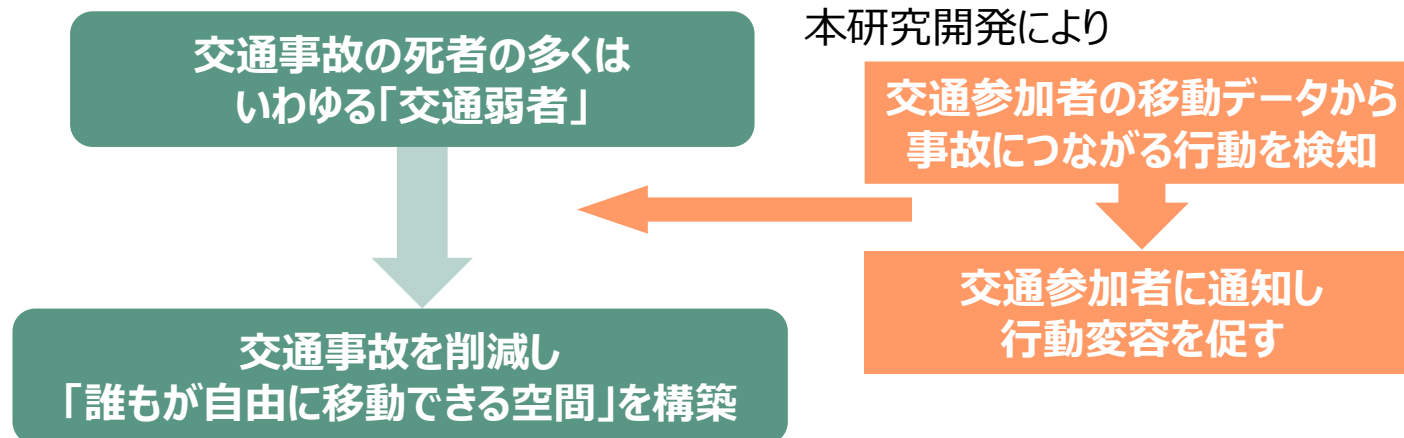 交通事故の死者の多くは
いわゆる「交通弱者」
本研究開発により
交通参加者の移動データから
事故につながる行動を検知
交通参加者に通知し
行動変容を促す
交通事故を削減し
「誰もが自由に移動できる空間」を構築